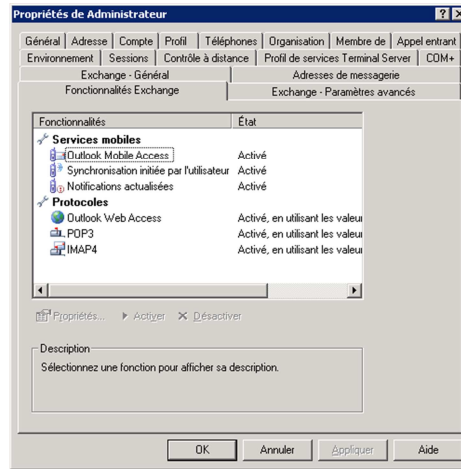 Propriétés de Administrateur
Général Adresse Compte Profil Téléphones Organisation Membre de Appel entrant
Environnement Sessions Contrôle à distance Profil de services Terminal Server COM+
Exchange - Général Adresses de messagerie
Fonctionnalités Exchange Exchange - Paramètres avancés
Fonctionnalités État
Services mobiles
Outlook Mobile Access Activé
Synchronisation initiée par l'utilisateur Activé
Notifications actualisées Activé
Protocoles
Outlook Web Access Activé, en utilisant les valeur
POP3 Activé, en utilisant les valeur
IMAP4 Activé, en utilisant les valeur
Propriétés... Activer Désactiver
Description
Sélectionnez une fonction pour afficher sa description.
OK Annuler Appliquer Aide